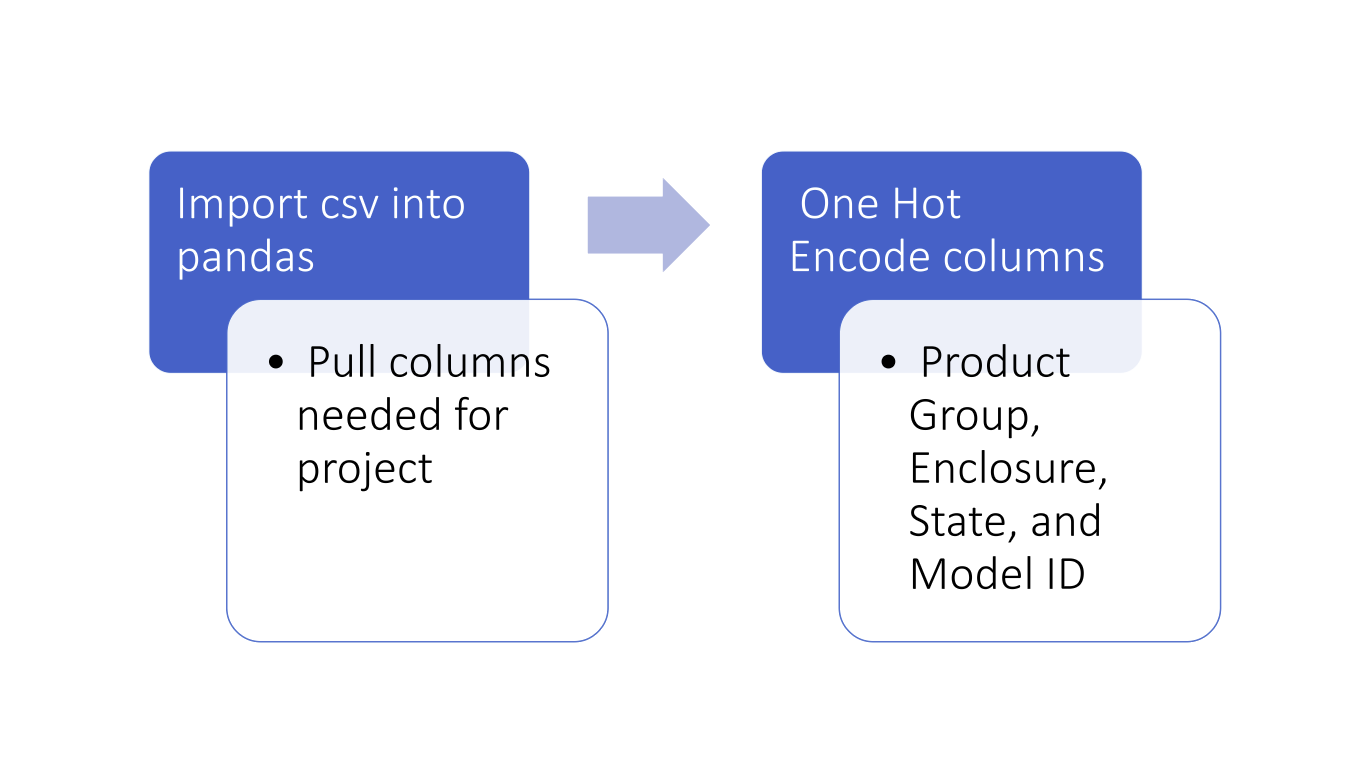 Import csv into
pandas
• Pull columns
needed for
project
One Hot
Encode columns
• Product
Group,
Enclosure,
State, and
Model ID